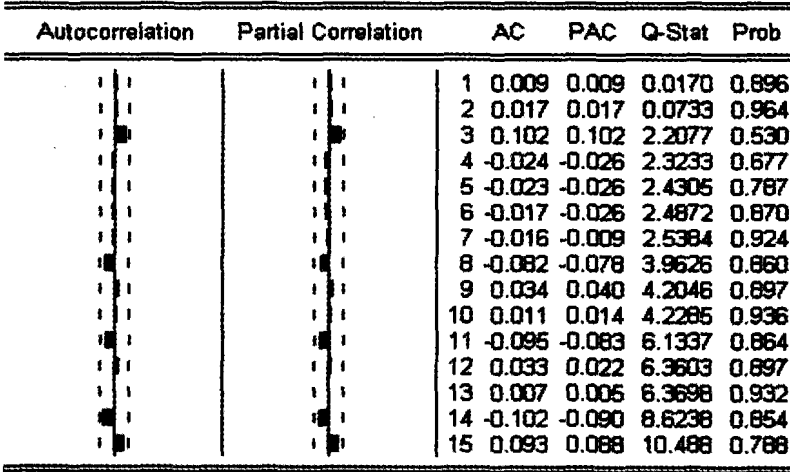 Autocorrelation Partial Correlation AC PAC Q-Stat Prob
1 0.009 0.009 0.0170 0.896
2 0.017 0.017 0.0733 0.964
3 0.102 0.102 2.2077 0.530
4 -0.024 -0.026 2.3233 0.677
5 -0.023 -0.026 2.4305 0.787
6 -0.017 -0.026 2.4872 0.870
7 -0.016 -0.009 2.5384 0.924
8 -0.082 -0.078 3.9626 0.860
9 0.034 0.040 4.2046 0.897
10 0.011 0.014 4.2285 0.936
11 -0.095 -0.083 6.1337 0.864
12 0.033 0.022 6.3603 0.897
13 0.007 0.005 6.3698 0.932
14 -0.102 -0.090 8.6238 0.854
15 0.093 0.088 10.488 0.788